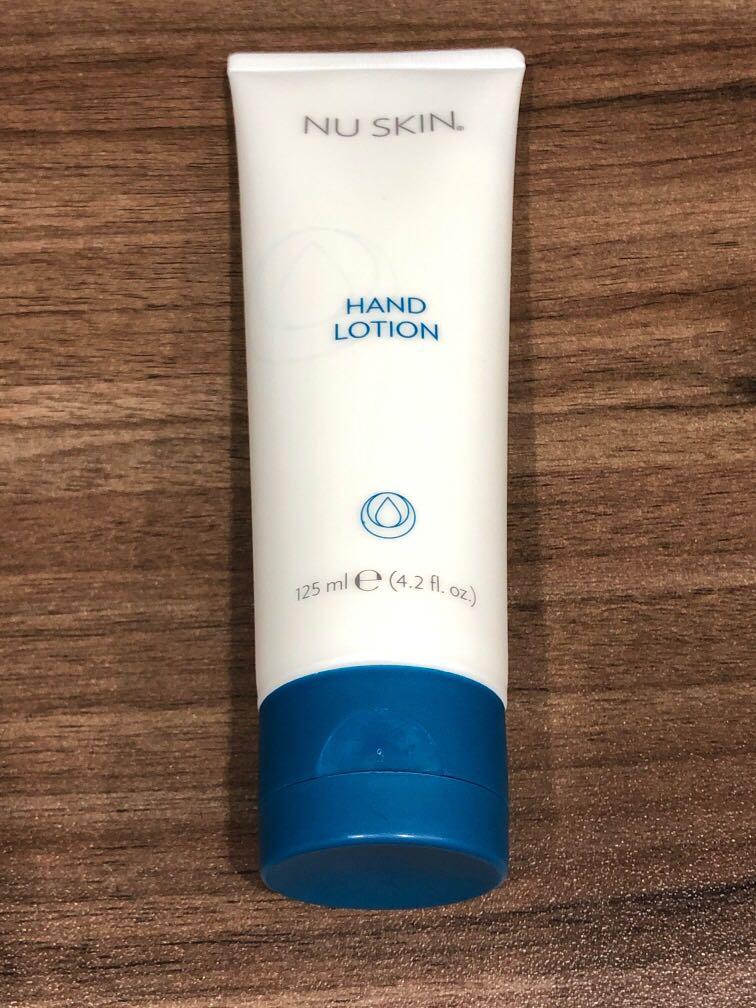 NU SKIN®
HAND
LOTION
125 ml ℮ (4.2 fl. oz.)